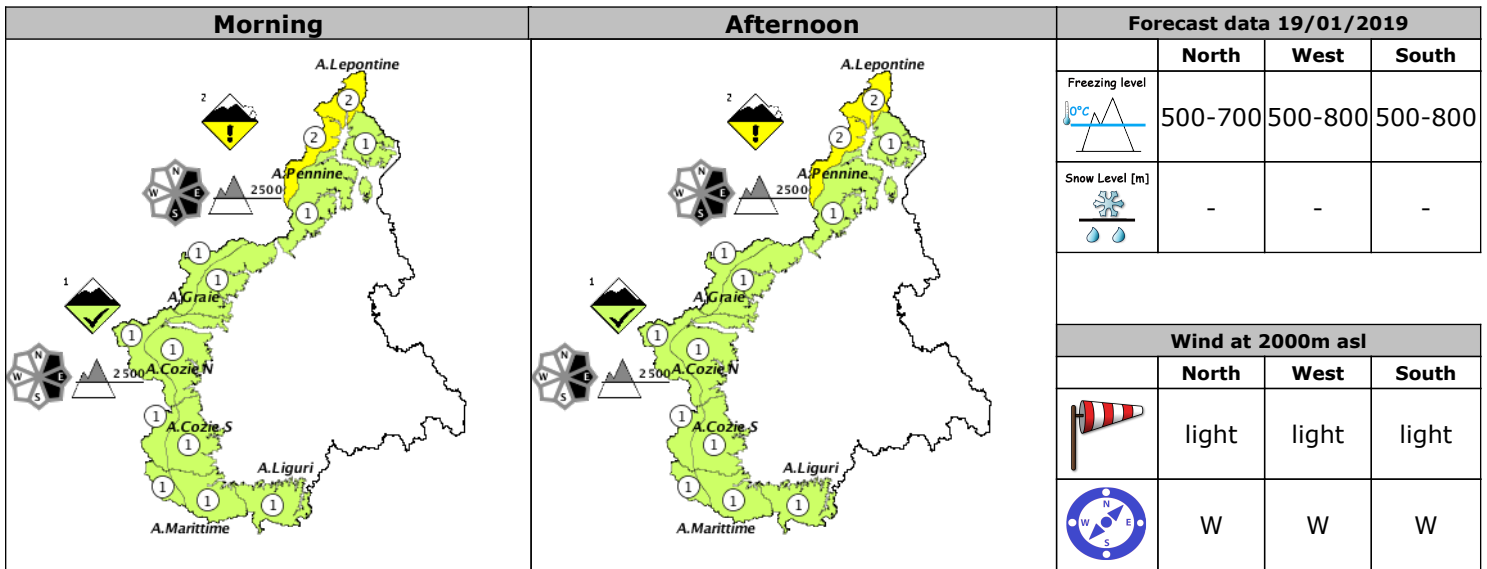 Morning
A.Lepontine
2
2
2
1
N
W
E
S
2500
A.Pennine
1
1
1
A.Graie
1
1
1
A.Cozie N
N
W
E
S
2500
1
A.Cozie S
1
A.Liguri
1
1
1
A.Marittime
Afternoon
A.Lepontine
2
2
2
1
N
W
E
S
2500
A.Pennine
1
1
1
A.Graie
1
1
1
A.Cozie N
N
W
E
S
2500
1
A.Cozie S
1
A.Liguri
1
1
1
A.Marittime
Forecast data 19/01/2019
North West South
Freezing level
0°C
500-700 500-800 500-800
Snow Level [m]
- - -
Wind at 2000m asl
North West South
light light light
N
W
E
S
W W W